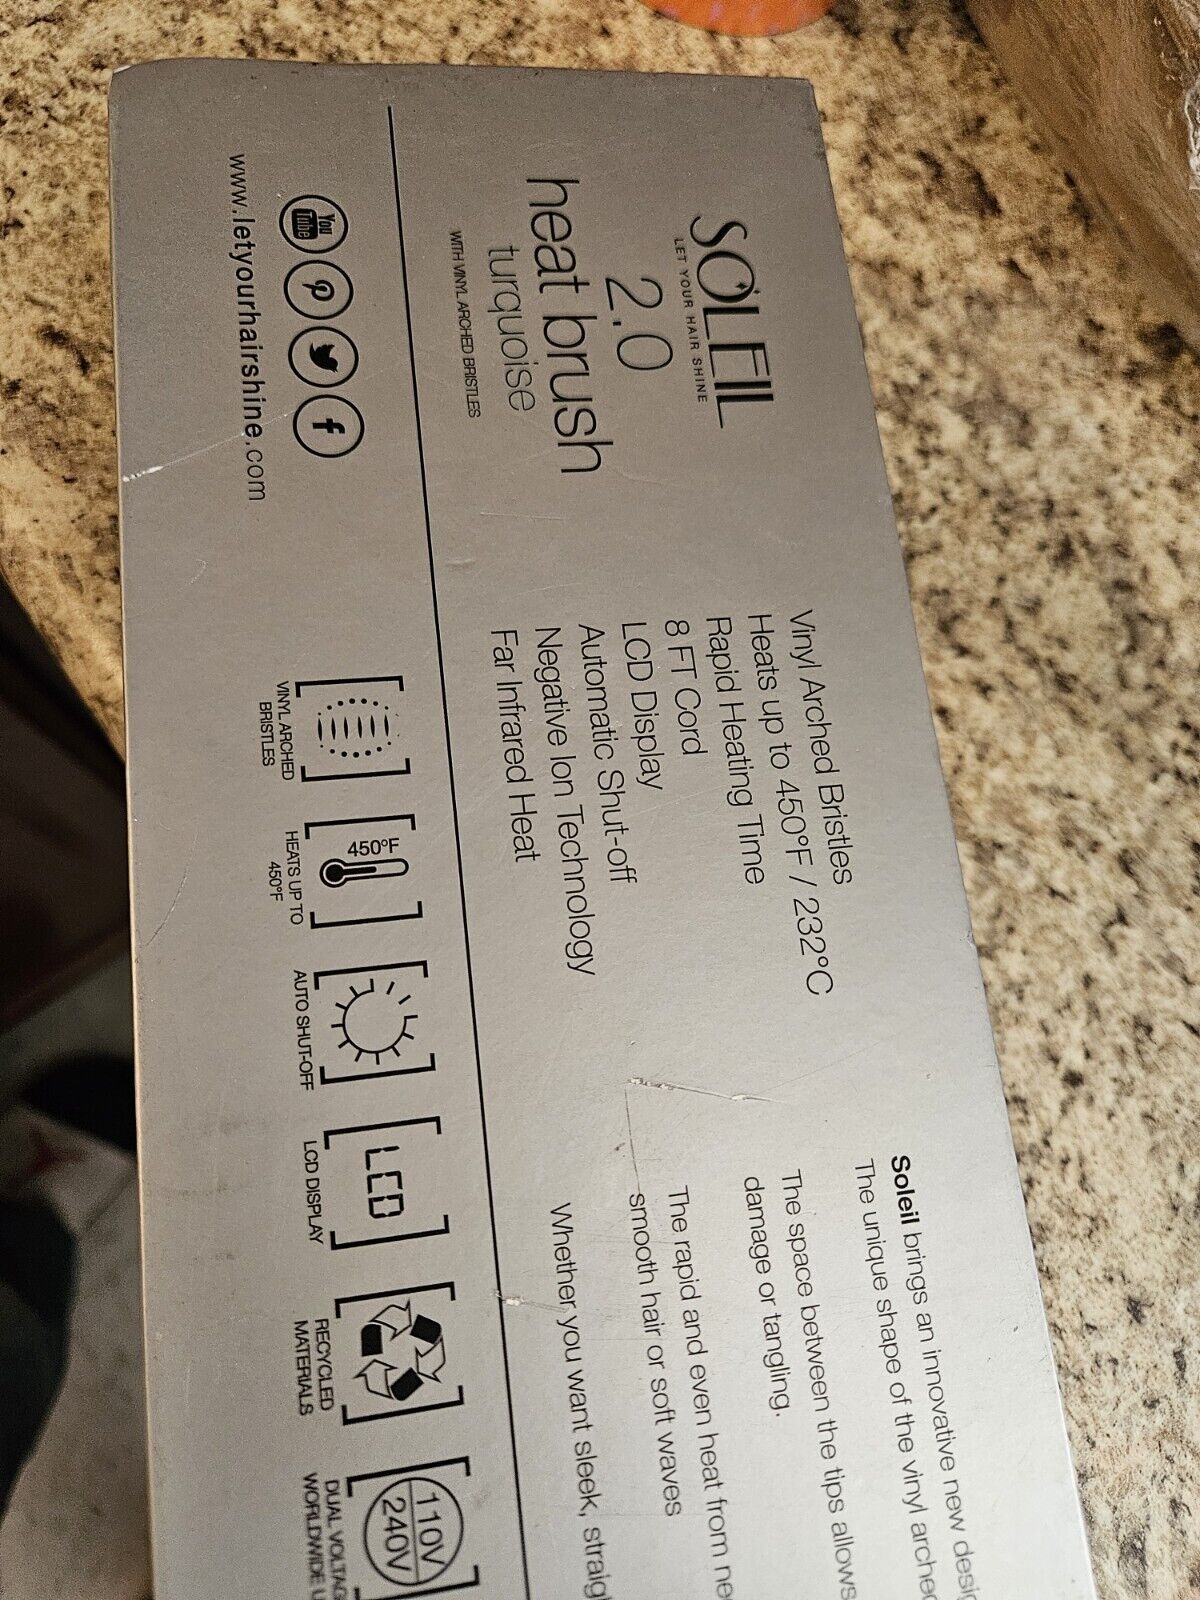 SOLEIL
LET YOUR HAIR SHINE
2.0
heat brush
turquoise
WITH VINYL ARCHED BRISTLES
Vinyl Arched Bristles
Heats up to 450°F / 232°C
Rapid Heating Time
8 FT Cord
LCD Display
Automatic Shut-off
Negative Ion Technology
Far Infrared Heat
Soleil brings an innovative new
The unique shape of the vinyl
The space between the tips allows
damage or tangling.
The rapid and even heat from
smooth hair or soft waves
Whether you want sleek,
You
Tube
f
www.letyourhairshine.com
VINYL ARCHED
BRISTLES
450°F
HEATS UP TO
450°F
AUTO SHUT-OFF
LCD
LCD DISPLAY
RECYCLED
MATERIALS
110V
240V
DUAL
WORLDWIDE